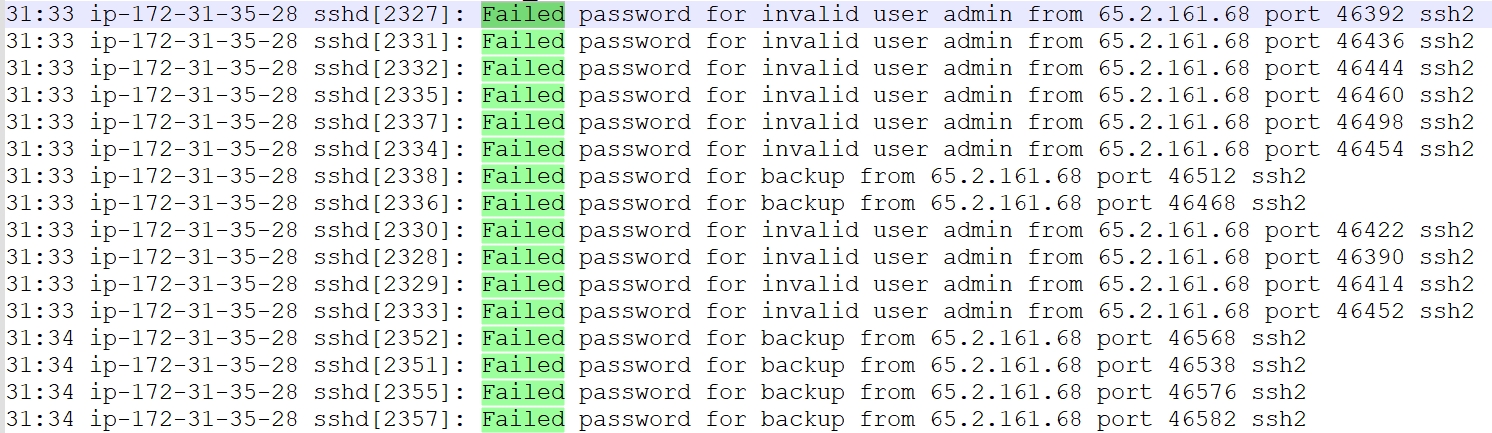 31:33 ip-172-31-35-28 sshd[2327]: Failed password for invalid user admin from 65.2.161.68 port 46392 ssh2
31:33 ip-172-31-35-28 sshd[2331]: Failed password for invalid user admin from 65.2.161.68 port 46436 ssh2
31:33 ip-172-31-35-28 sshd[2332]: Failed password for invalid user admin from 65.2.161.68 port 46444 ssh2
31:33 ip-172-31-35-28 sshd[2335]: Failed password for invalid user admin from 65.2.161.68 port 46460 ssh2
31:33 ip-172-31-35-28 sshd[2337]: Failed password for invalid user admin from 65.2.161.68 port 46498 ssh2
31:33 ip-172-31-35-28 sshd[2334]: Failed password for invalid user admin from 65.2.161.68 port 46454 ssh2
31:33 ip-172-31-35-28 sshd[2338]: Failed password for backup from 65.2.161.68 port 46512 ssh2
31:33 ip-172-31-35-28 sshd[2336]: Failed password for backup from 65.2.161.68 port 46468 ssh2
31:33 ip-172-31-35-28 sshd[2330]: Failed password for invalid user admin from 65.2.161.68 port 46422 ssh2
31:33 ip-172-31-35-28 sshd[2328]: Failed password for invalid user admin from 65.2.161.68 port 46390 ssh2
31:33 ip-172-31-35-28 sshd[2329]: Failed password for invalid user admin from 65.2.161.68 port 46414 ssh2
31:33 ip-172-31-35-28 sshd[2333]: Failed password for invalid user admin from 65.2.161.68 port 46452 ssh2
31:34 ip-172-31-35-28 sshd[2352]: Failed password for backup from 65.2.161.68 port 46568 ssh2
31:34 ip-172-31-35-28 sshd[2351]: Failed password for backup from 65.2.161.68 port 46538 ssh2
31:34 ip-172-31-35-28 sshd[2355]: Failed password for backup from 65.2.161.68 port 46576 ssh2
31:34 ip-172-31-35-28 sshd[2357]: Failed password for backup from 65.2.161.68 port 46582 ssh2